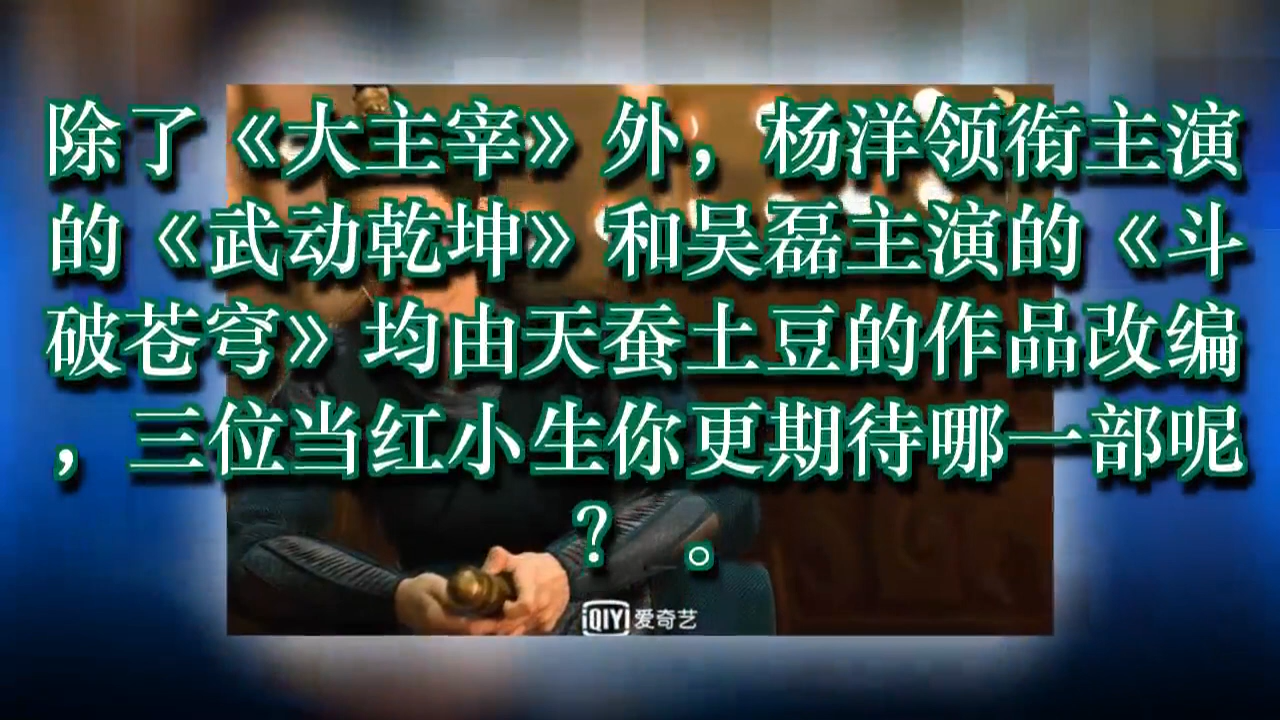 除了《大主宰》外，杨洋领衔主演
的《武动乾坤》和吴磊主演的《斗
破苍穹》均由天蚕土豆的作品改编
，三位当红小生你更期待哪一部呢
？。
iQIYI 爱奇艺